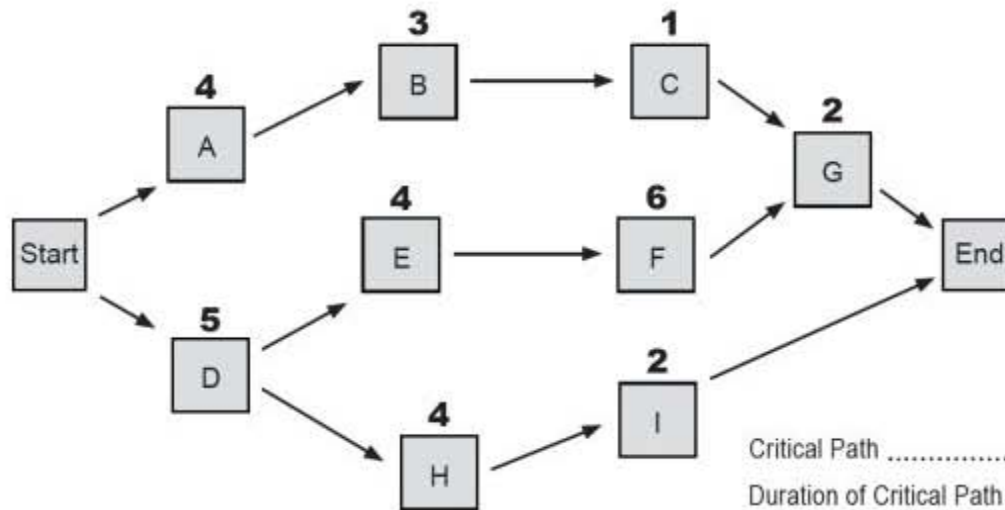 3
1
B
C
4
2
A
G
4
6
Start
E
F
End
5
D
2
4
I
H
Critical Path ............
Duration of Critical Path